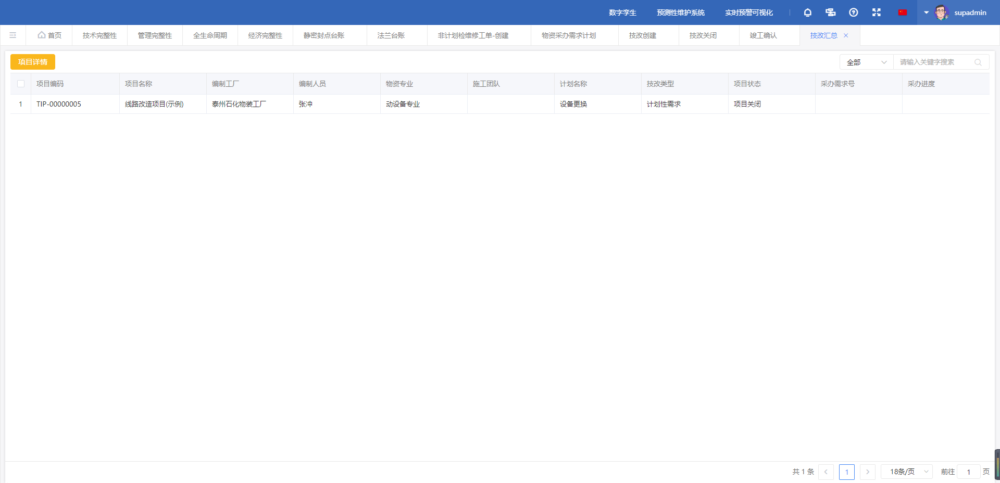 数字孪生 预测性维护系统 实时预警可视化 supadmin
首页 技术完整性 管理完整性 全生命周期 经济完整性 静密封点台账 法兰台账 非计划检维修工单-创建 物资采办需求计划 技改创建 技改关闭 竣工确认 技改汇总
项目详情 全部 请输入关键字搜索
项目编码 项目名称 编制工厂 编制人员 物资专业 施工团队 计划名称 技改类型 项目状态 采办需求号 采办进度
1 TIP-00000005 线路改造项目(示例) 泰州石化物装工厂 张冲 动设备专业 设备更换 计划性需求 项目关闭
共 1 条 1 18条/页 前往 1 页